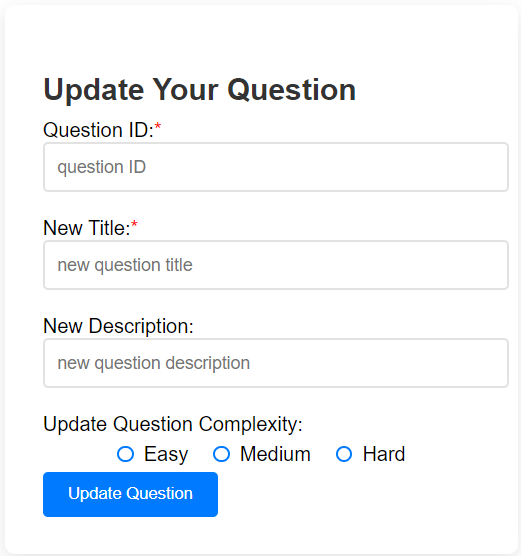 Update Your Question
Question ID:*
question ID
New Title:*
new question title
New Description:
new question description
Update Question Complexity:
Easy Medium Hard
Update Question